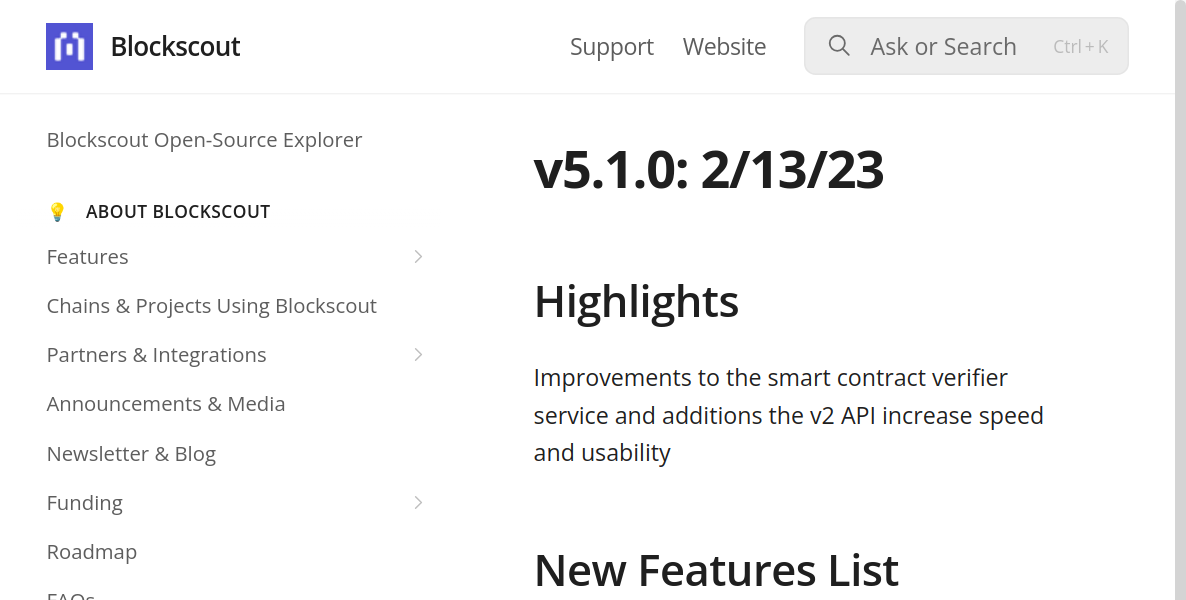 Blockscout
Support
Website
Ask or Search
Ctrl + K
Blockscout Open-Source Explorer
ABOUT BLOCKSCOUT
Features
Chains & Projects Using Blockscout
Partners & Integrations
Announcements & Media
Newsletter & Blog
Funding
Roadmap
FAQs
v5.1.0: 2/13/23
Highlights
Improvements to the smart contract verifier
service and additions the v2 API increase speed
and usability
New Features List